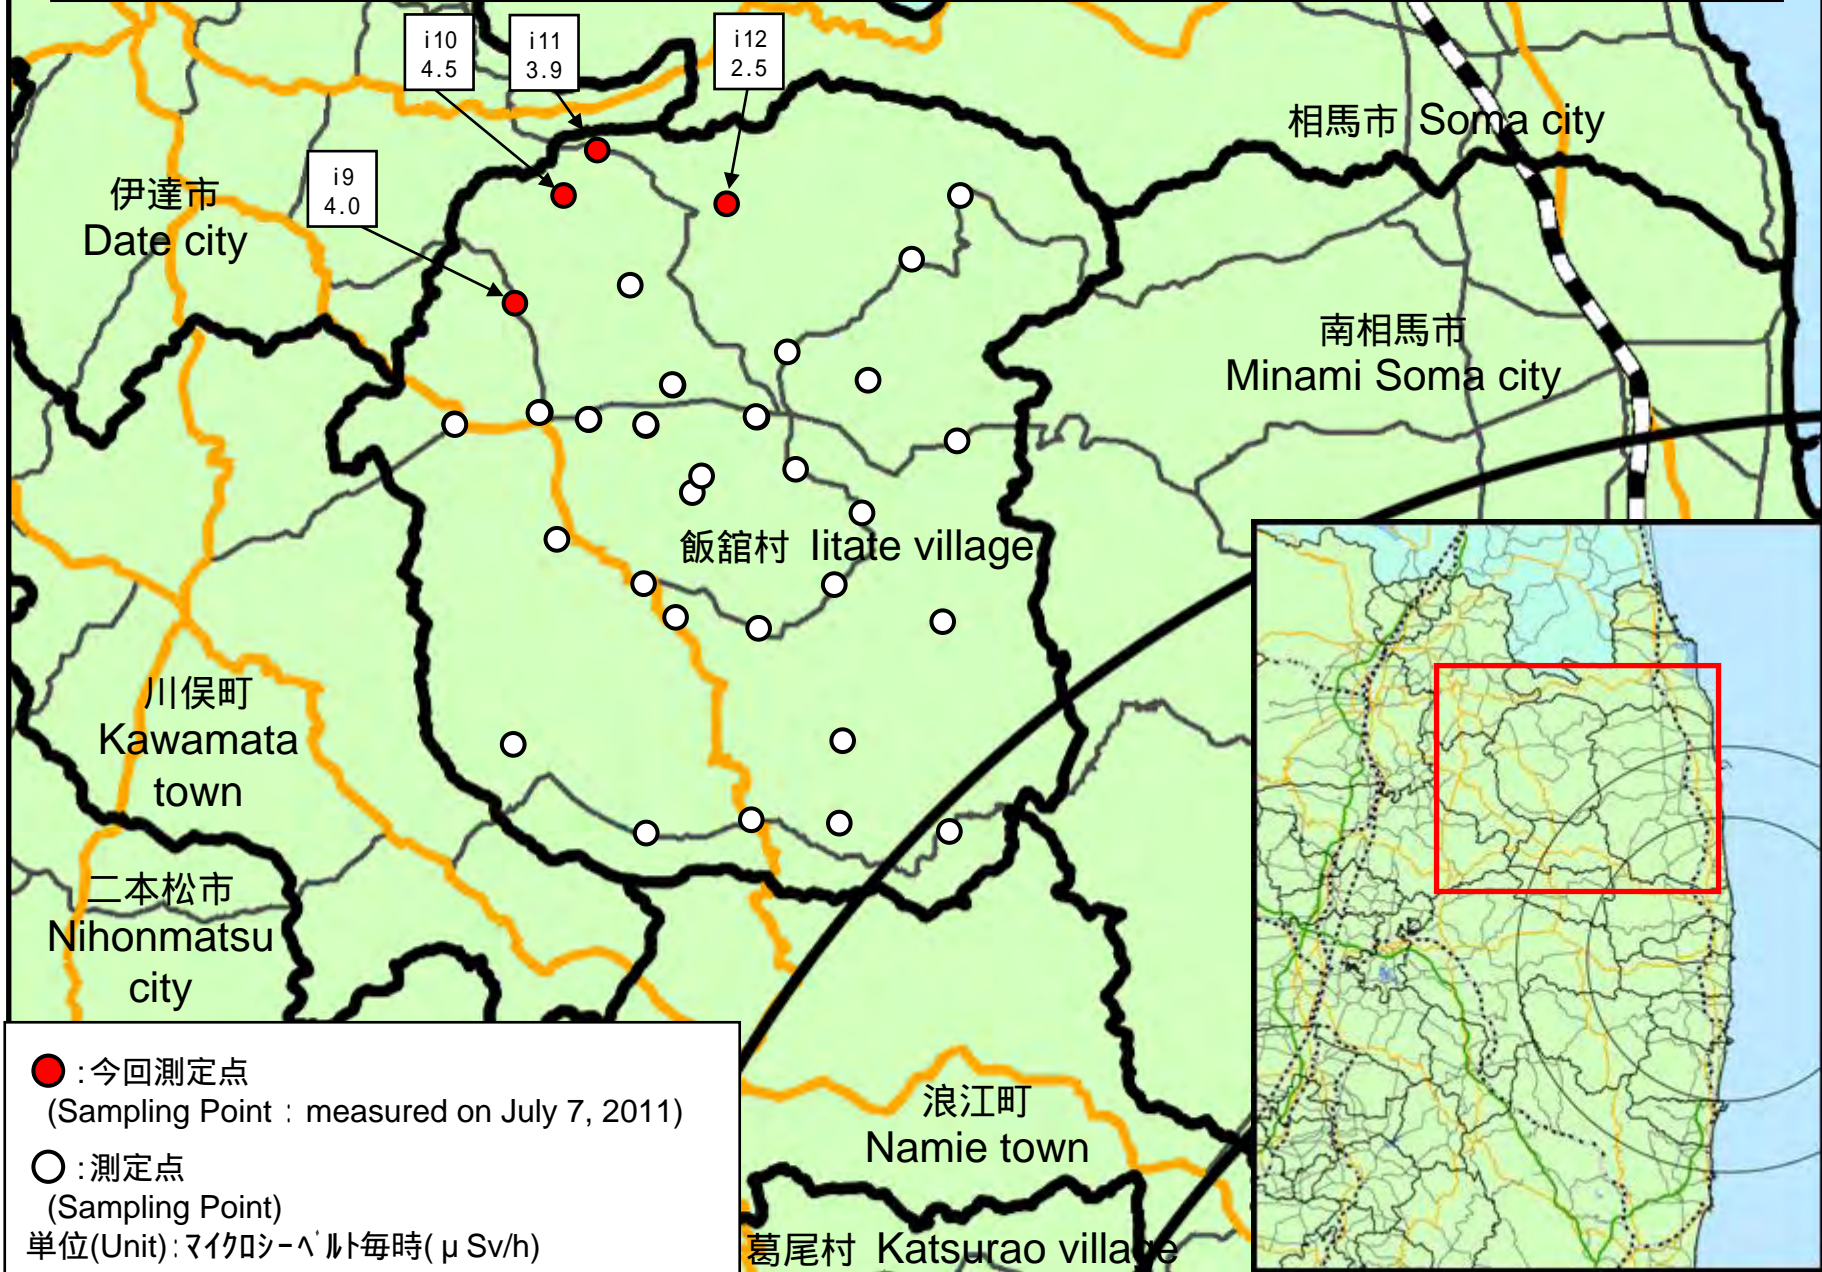 i10
4.5
i11
3.9
i12
2.5
i9
4.0
相馬市 Soma city
伊達市
Date city
南相馬市
Minami Soma city
飯舘村 Iitate village
川俣町
Kawamata
town
二本松市
Nihonmatsu
city
浪江町
Namie town
葛尾村 Katsurao village
:今回測定点
(Sampling Point : measured on July 7, 2011)
:測定点
(Sampling Point)
単位(Unit):マイクロシーベルト毎時(μSv/h)